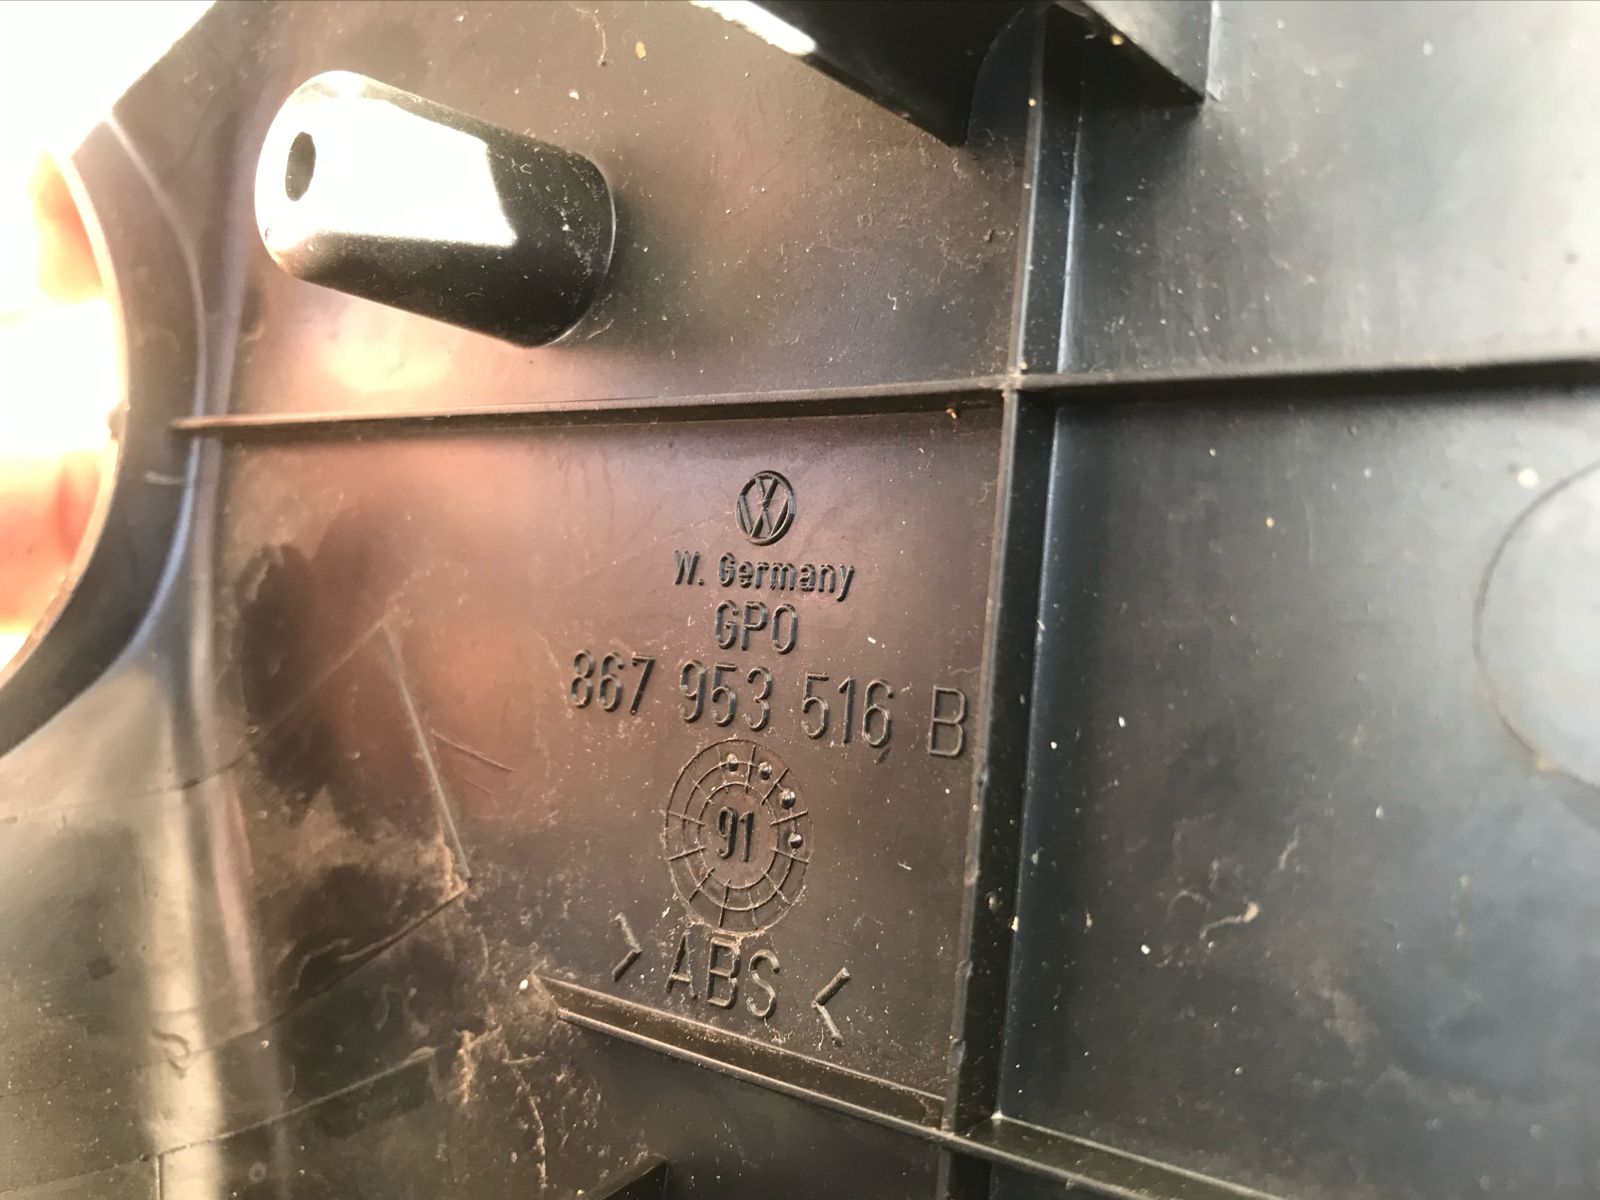 W. Germany
GPO
867 953 516 B
91
> ABS <